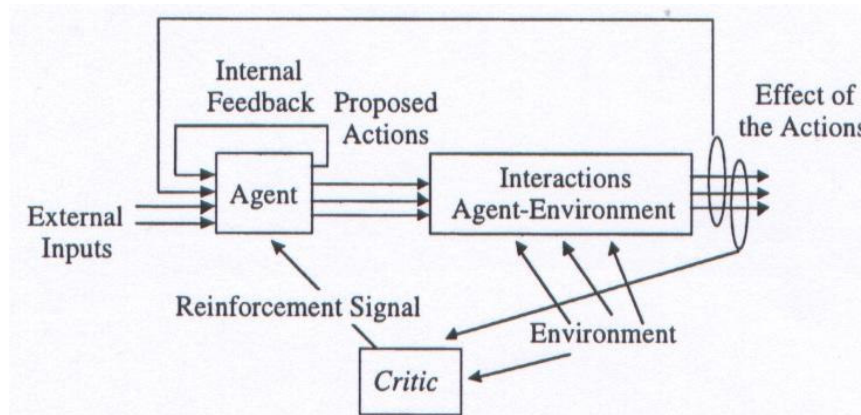 Internal
Feedback
Proposed
Actions
Effect of
the Actions
Agent
Interactions
Agent-Environment
External
Inputs
Reinforcement Signal
Environment
Critic